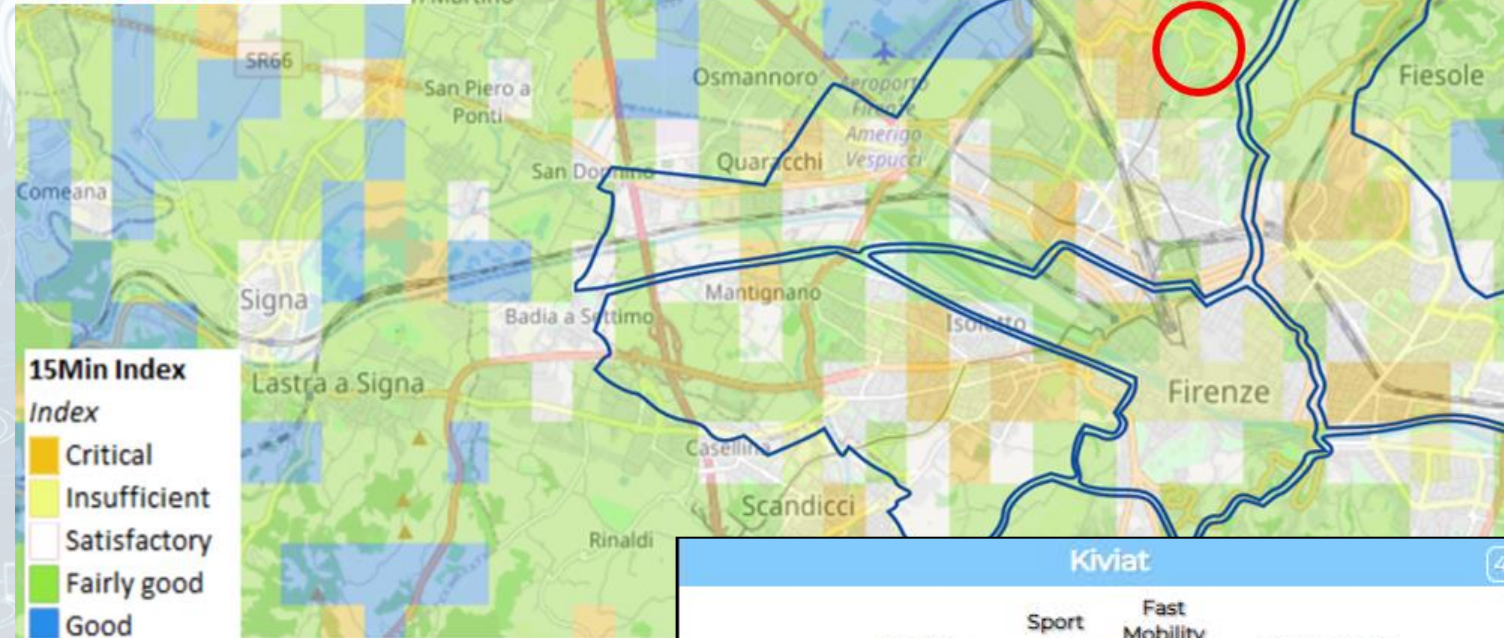 SR66
San Piero a
Ponti
Osmannoro
Aeroporto
Firenze
Amerigo
Vespucci
Fiesole
Comeana
San Donnino
Quaracchi
Signa
Badia a Settimo
Mantignano
Isolotto
Lastra a Signa
Firenze
Casellina
Scandicci
Rinaldi
15Min Index
Index
Critical
Insufficient
Satisfactory
Fairly good
Good
Kiviat
Sport
Fast
Mobility